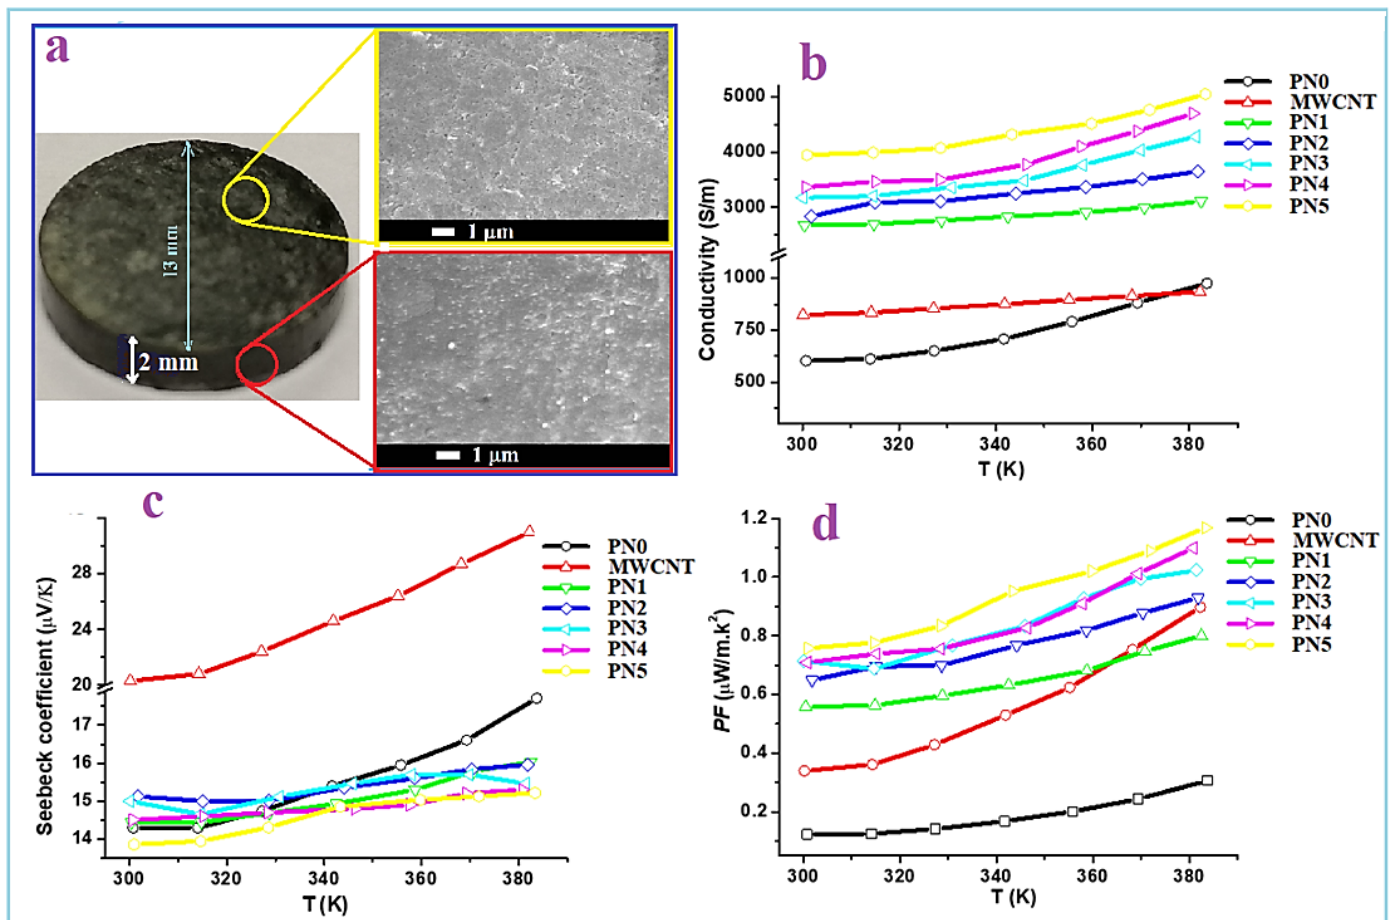 a
13 mm
2 mm
1 μm
1 μm
b
PN0
MWCNT
PN1
PN2
PN3
PN4
PN5
Conductivity (S/m)
5000
4000
3000
1000
750
500
300
320
340
360
380
T (K)
c
PN0
MWCNT
PN1
PN2
PN3
PN4
PN5
Seebeck coefficient (μV/K)
28
24
20
17
16
15
14
300
320
340
360
380
T (K)
d
PN0
MWCNT
PN1
PN2
PN3
PN4
PN5
PF (μW/m.k²)
1.2
1.0
0.8
0.6
0.4
0.2
300
320
340
360
380
T (K)